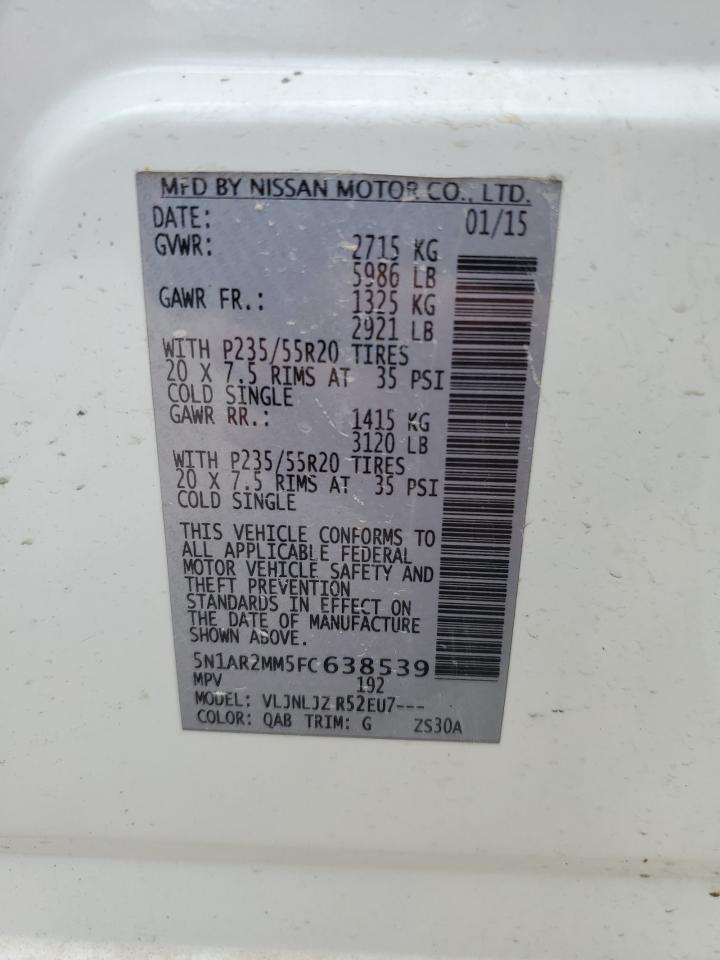 MFD BY NISSAN MOTOR CO., LTD.
DATE: 01/15
GVWR: 2715 KG
5986 LB
GAWR FR.: 1325 KG
2921 LB
WITH P235/55R20 TIRES
20 X 7.5 RIMS AT 35 PSI
COLD SINGLE
GAWR RR.: 1415 KG
3120 LB
WITH P235/55R20 TIRES
20 X 7.5 RIMS AT 35 PSI
COLD SINGLE
THIS VEHICLE CONFORMS TO
ALL APPLICABLE FEDERAL
MOTOR VEHICLE SAFETY AND
THEFT PREVENTION
STANDARDS IN EFFECT ON
THE DATE OF MANUFACTURE
SHOWN ABOVE.
5N1AR2MM5FC638539
MPV 192
MODEL: VLJNLJZ R52EU7---
COLOR: QAB TRIM: G ZS30A